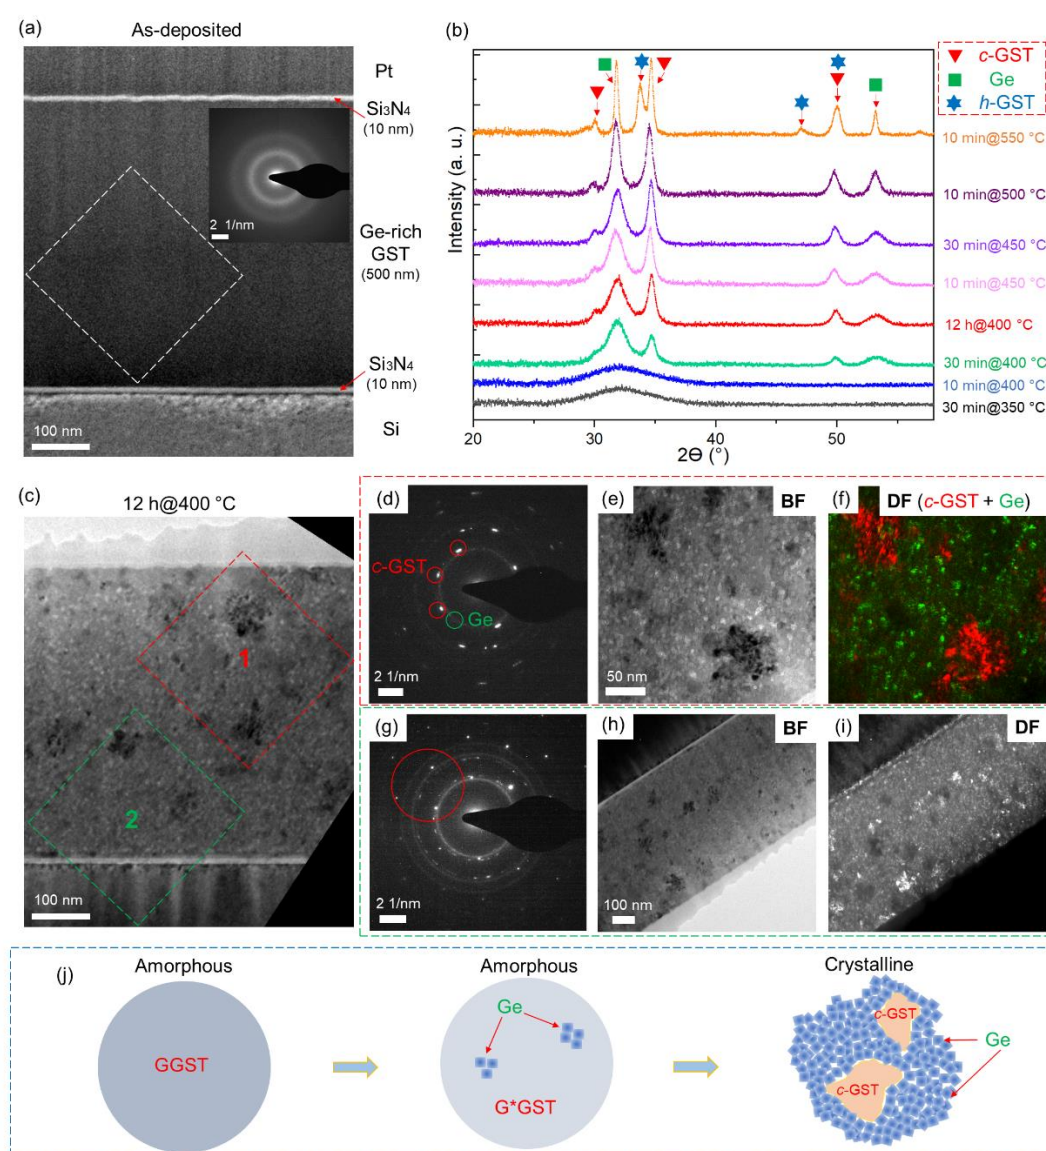 (a)
As-deposited
Pt
Si₃N₄
(10 nm)
2 1/nm
Ge-rich
GST
(500 nm)
Si₃N₄
(10 nm)
Si
100 nm
(b)
c-GST
Ge
h-GST
Intensity (a. u.)
10 min@550 °C
10 min@500 °C
30 min@450 °C
10 min@450 °C
12 h@400 °C
30 min@400 °C
10 min@400 °C
30 min@350 °C
20 30 40 50
2Ɵ (°)
(c)
12 h@400 °C
1
2
100 nm
(d)
c-GST
Ge
2 1/nm
(e)
BF
50 nm
(f)
DF (c-GST + Ge)
(g)
2 1/nm
(h)
BF
100 nm
(i)
DF
(j)
Amorphous
GGST
Amorphous
Ge
G*GST
Crystalline
c-GST
c-GST
Ge